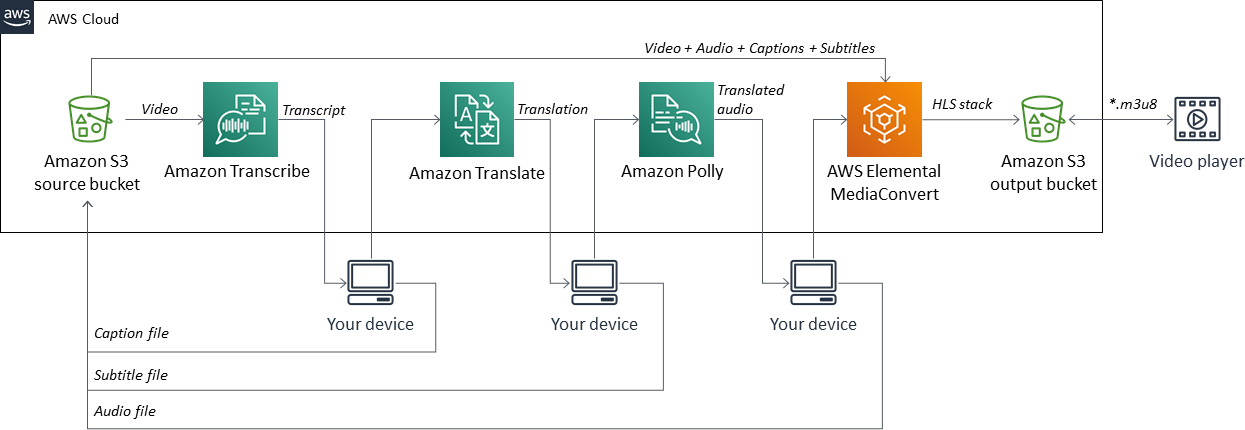 aws
AWS Cloud
Video + Audio + Captions + Subtitles
Video
Transcript
Translation
Translated
audio
HLS stack
*.m3u8
Amazon S3
source bucket
Amazon Transcribe
A
文
Amazon Translate
Amazon Polly
AWS Elemental
MediaConvert
Amazon S3
output bucket
Video player
Your device
Your device
Your device
Caption file
Subtitle file
Audio file